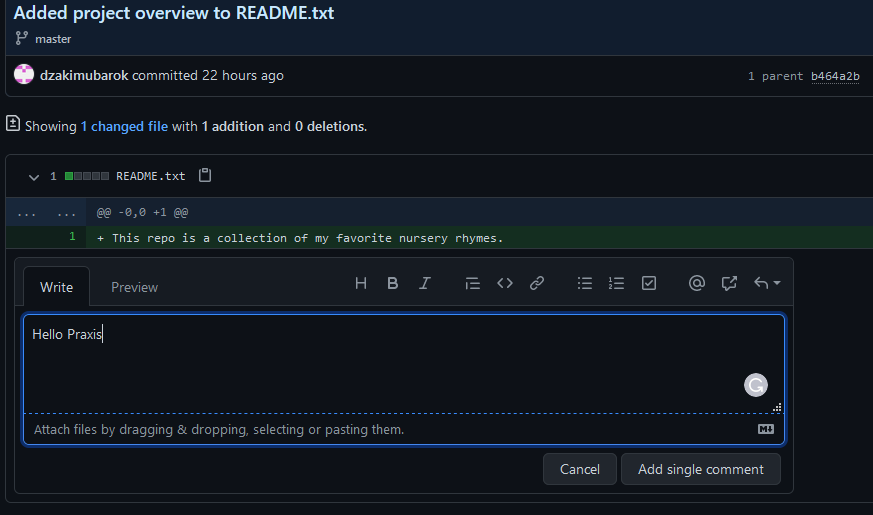 Added project overview to README.txt
master
dzakimubarok committed 22 hours ago
1 parent b464a2b
Showing 1 changed file with 1 addition and 0 deletions.
1 README.txt
... ... @@ -0,0 +1 @@
1 + This repo is a collection of my favorite nursery rhymes.
Write Preview
Hello Praxis
Attach files by dragging & dropping, selecting or pasting them.
Cancel Add single comment